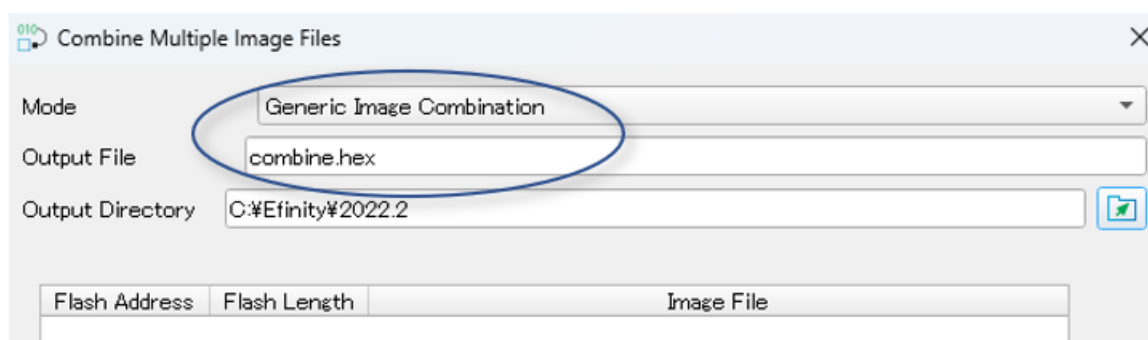 Combine Multiple Image Files
Mode Generic Image Combination
Output File combine.hex
Output Directory C:¥Efinity¥2022.2
Flash Address Flash Length Image File